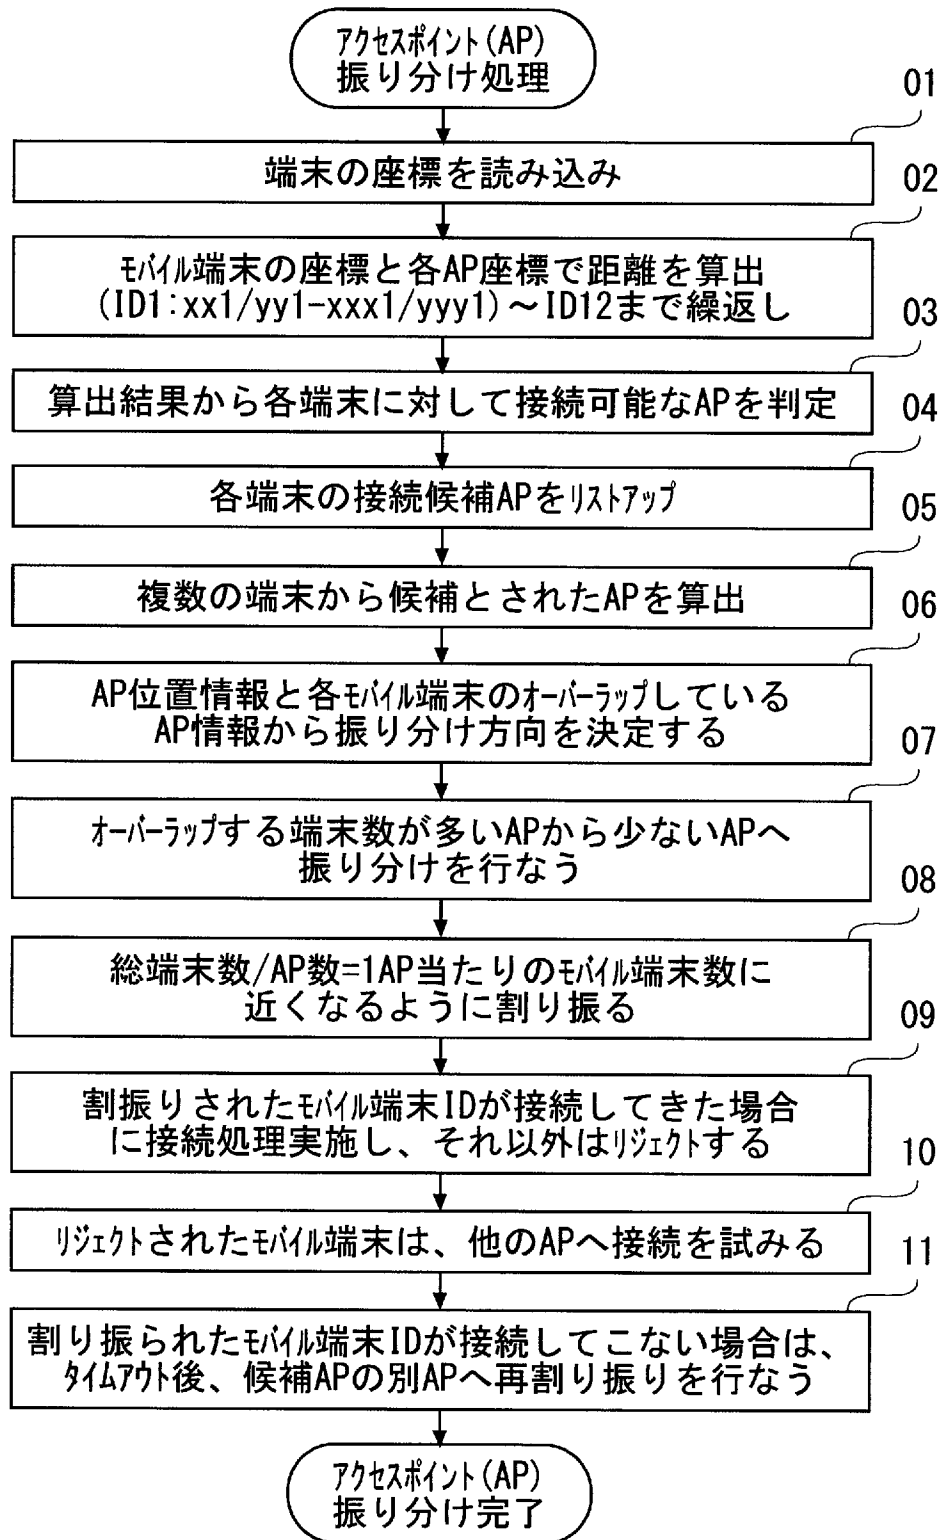 アクセスポイント(AP)
振り分け処理
01
端末の座標を読み込み
02
モバイル端末の座標と各AP座標で距離を算出
(ID1:xx1/yy1-xxx1/yyy1)～ID12まで繰返し
03
算出結果から各端末に対して接続可能なAPを判定
04
各端末の接続候補APをリストアップ
05
複数の端末から候補とされたAPを算出
06
AP位置情報と各モバイル端末のオーバーラップしている
AP情報から振り分け方向を決定する
07
オーバーラップする端末数が多いAPから少ないAPへ
振り分けを行なう
08
総端末数/AP数=1AP当たりのモバイル端末数に
近くなるように割り振る
09
割振りされたモバイル端末IDが接続してきた場合
に接続処理実施し、それ以外はリジェクトする
10
リジェクトされたモバイル端末は、他のAPへ接続を試みる
11
割り振られたモバイル端末IDが接続してこない場合は、
タイムアウト後、候補APの別APへ再割り振りを行なう
アクセスポイント(AP)
振り分け完了